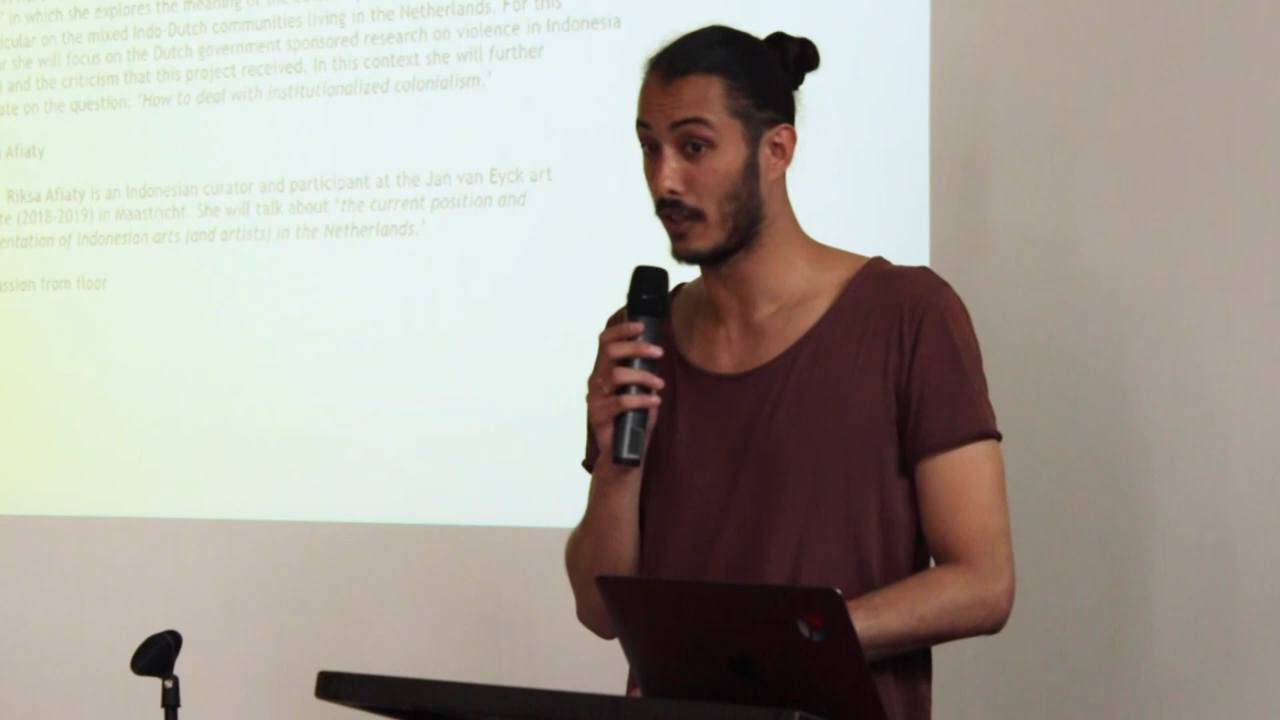 ' in which she explores the meaning of the
icular on the mixed Indo-Dutch communities living in the Netherlands. For this
r she will focus on the Dutch government sponsored research on violence in Indonesia
) and the criticism that this project received. In this context she will further
ate on the question: 'How to deal with institutionalized colonialism.'
Afiaty
Riksa Afiaty is an Indonesian curator and participant at the Jan van Eyck art
te (2018-2019) in Maastricht. She will talk about 'the current position and
entation of Indonesian arts (and artists) in the Netherlands.'
ussion from floor